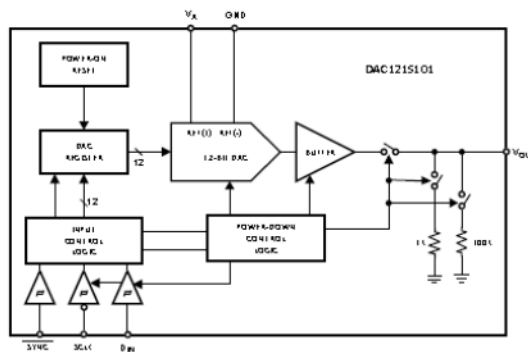 VA GND
DAC121S101
POWER-ON
RESET
REF(+) REF(-)
DAC
REGISTER
12
12-BIT DAC
BUFFER
VOUT
12
INPUT
CONTROL
LOGIC
POWER-DOWN
CONTROL
LOGIC
1k
100k
SYNC SCLK DIN